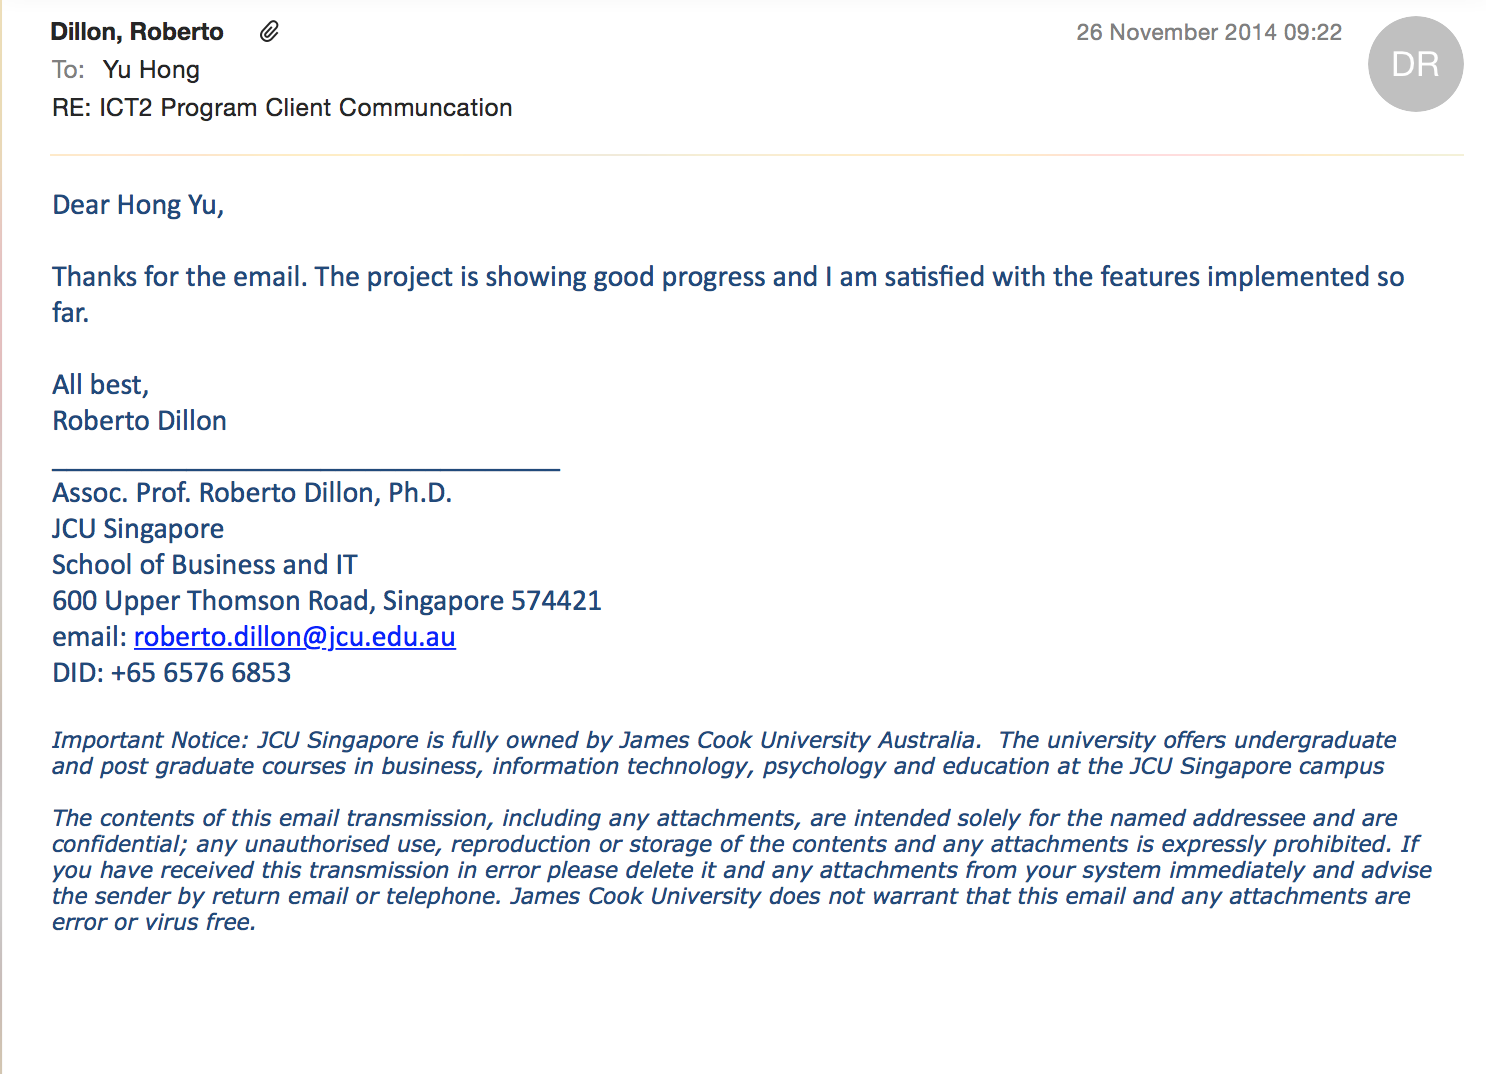 Dillon, Roberto
26 November 2014 09:22
DR
To: Yu Hong
RE: ICT2 Program Client Communcation
Dear Hong Yu,
Thanks for the email. The project is showing good progress and I am satisfied with the features implemented so
far.
All best,
Roberto Dillon
Assoc. Prof. Roberto Dillon, Ph.D.
JCU Singapore
School of Business and IT
600 Upper Thomson Road, Singapore 574421
email: roberto.dillon@jcu.edu.au
DID: +65 6576 6853
Important Notice: JCU Singapore is fully owned by James Cook University Australia.  The university offers undergraduate
and post graduate courses in business, information technology, psychology and education at the JCU Singapore campus
The contents of this email transmission, including any attachments, are intended solely for the named addressee and are
confidential; any unauthorised use, reproduction or storage of the contents and any attachments is expressly prohibited. If
you have received this transmission in error please delete it and any attachments from your system immediately and advise
the sender by return email or telephone. James Cook University does not warrant that this email and any attachments are
error or virus free.